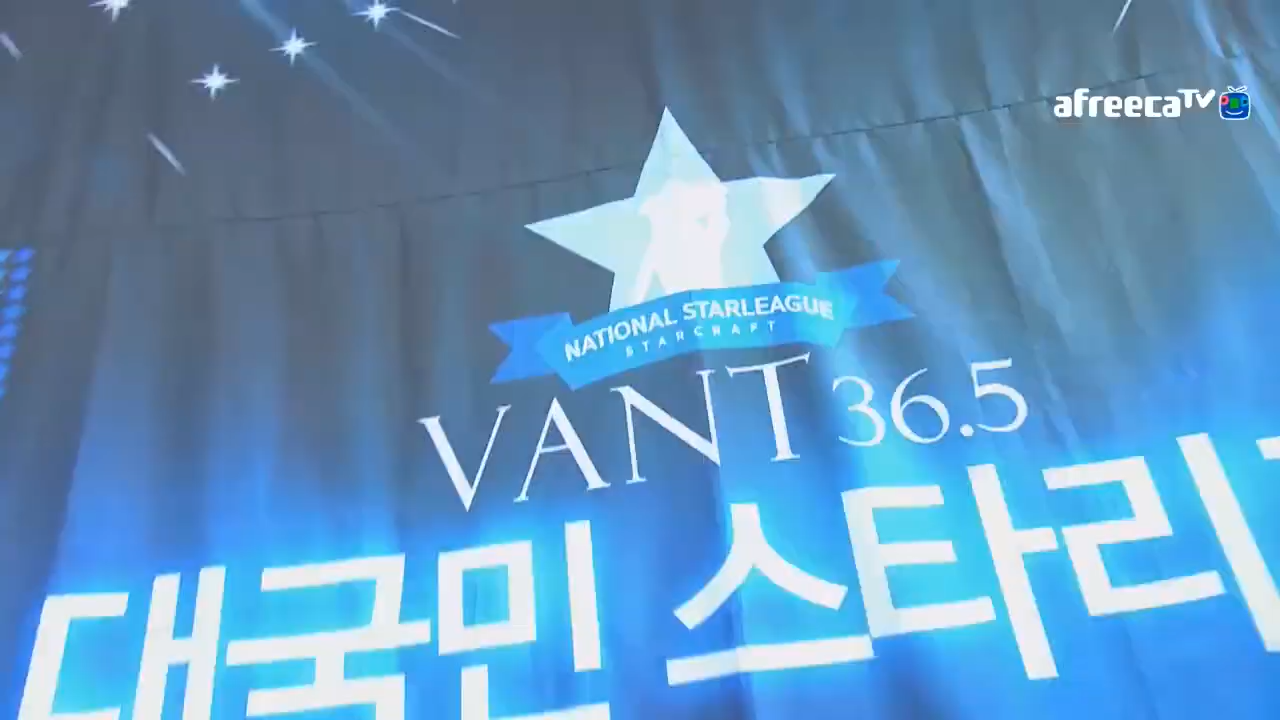 afreecaTV
NATIONAL STARLEAGUE
STARCRAFT
VANT 36.5
대국민 스타리